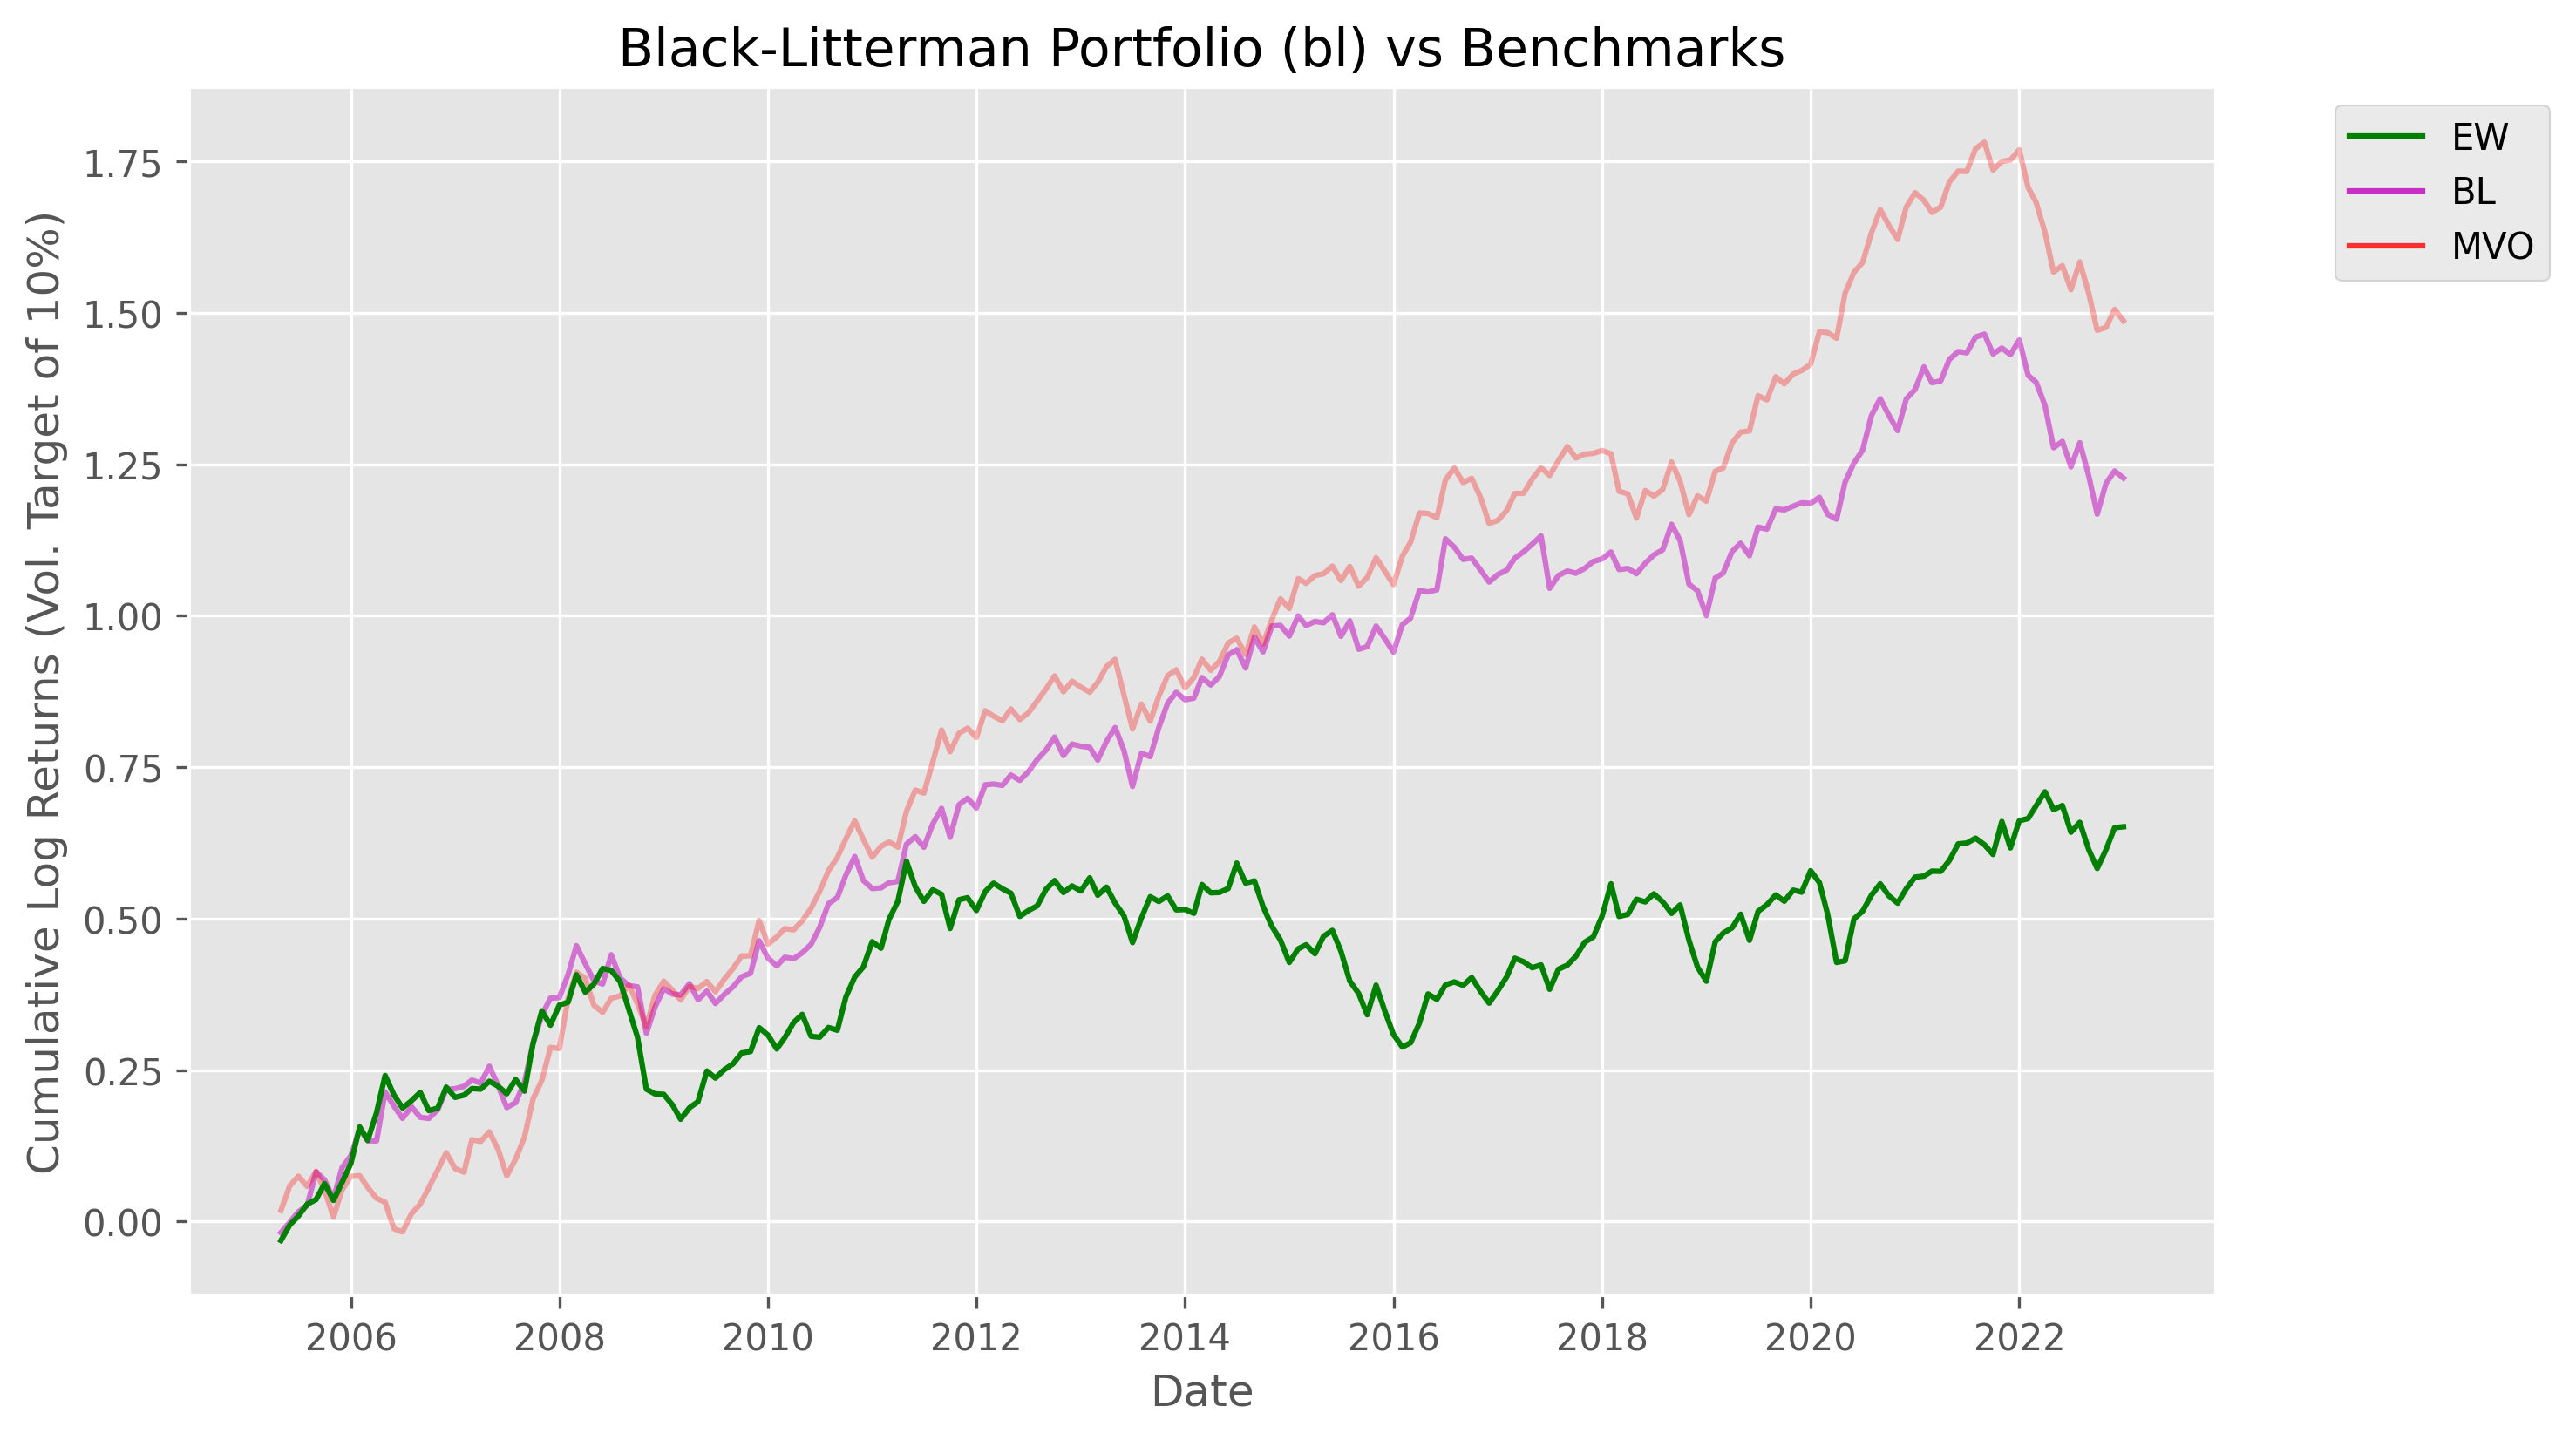 Black-Litterman Portfolio (bl) vs Benchmarks
EW
BL
MVO
Cumulative Log Returns (Vol. Target of 10%)
1.75
1.50
1.25
1.00
0.75
0.50
0.25
0.00
2006 2008 2010 2012 2014 2016 2018 2020 2022
Date